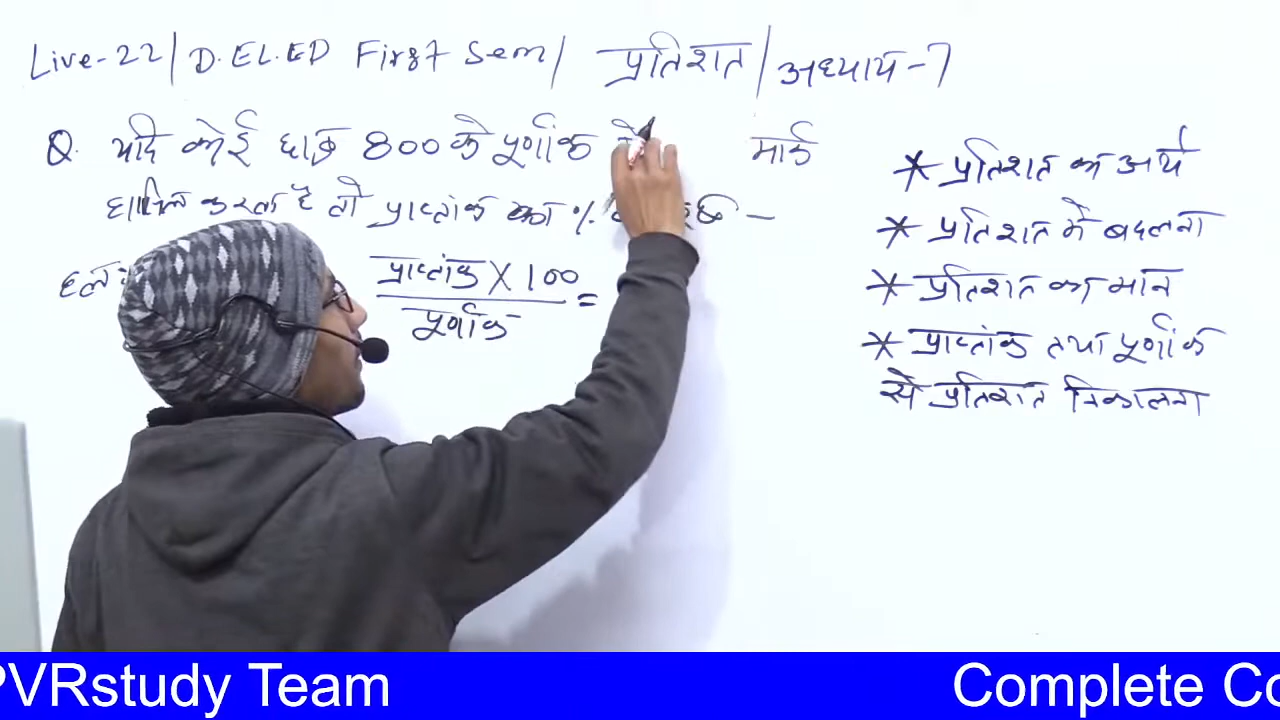 Live-22/ D.EL.ED First Sem/ प्रतिशत/ अध्याय-7
Q. यदि कोई छात्र 800 के पूर्णांक मार्क
हासिल करता है तो प्राप्तांक का %
हल
प्राप्तांक X 100 =
पूर्णांक
* प्रतिशत का अर्थ
* प्रतिशत में बदलना
* प्रतिशत का मान
* प्राप्तांक तथा पूर्णांक
से प्रतिशत निकालना
PVRstudy Team Complete Co